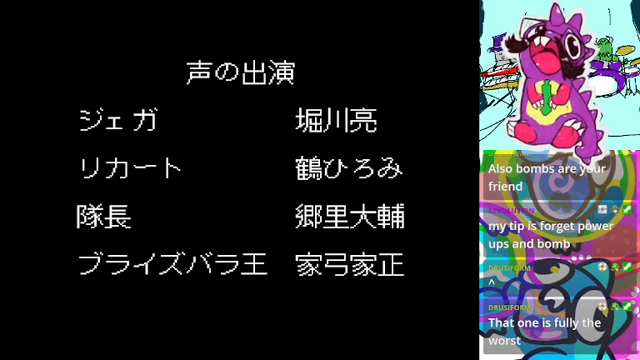 声の出演
ジェガ 堀川亮
リカート 鶴ひろみ
隊長 郷里大輔
ブライズバラ王 家弓家正
Also bombs are your
friend
my tip is forget power
ups and bomb
DRUSIFORM
^
DRUSIFORM
That one is fully the
worst